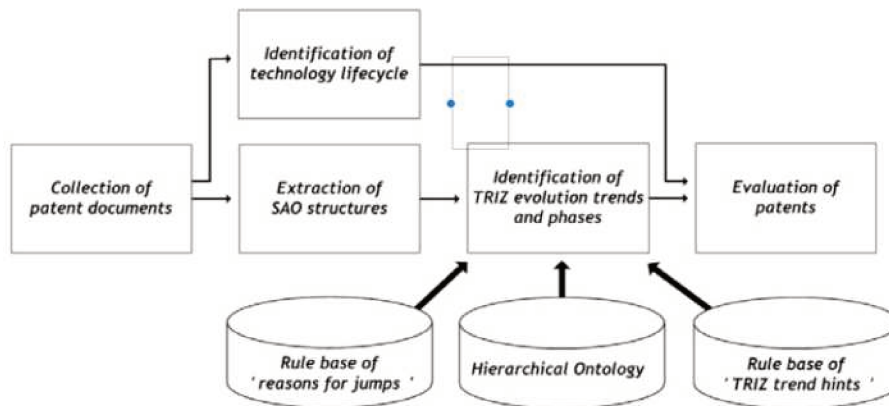 Identification of
technology lifecycle
Collection of
patent documents
Extraction of
SAO structures
Identification of
TRIZ evolution trends
and phases
Evaluation of
patents
Rule base of
' reasons for jumps '
Hierarchical Ontology
Rule base of
' TRIZ trend hints '